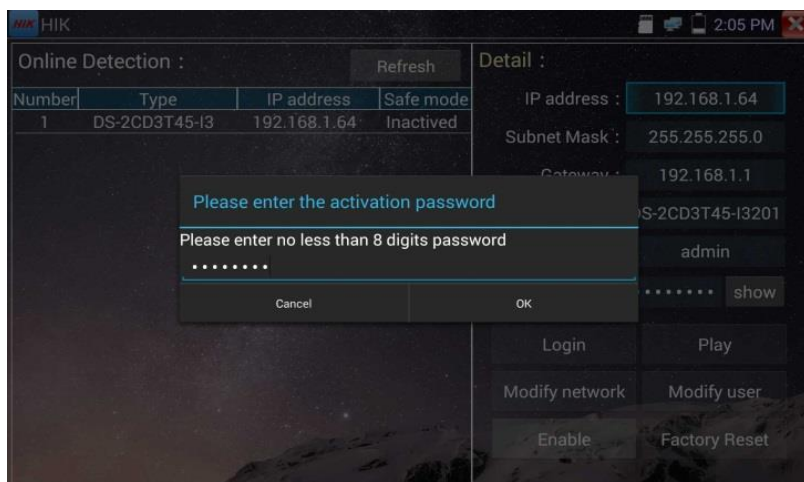 HIK HIK 2:05 PM
Online Detection : Refresh
Number Type IP address Safe mode
1 DS-2CD3T45-I3 192.168.1.64 Inactived
Detail :
IP address : 192.168.1.64
Subnet Mask : 255.255.255.0
Gateway : 192.168.1.1
S-2CD3T45-I3201
admin
show
Please enter the activation password
Please enter no less than 8 digits password
••••••••
Cancel OK
Login Play
Modify network Modify user
Enable Factory Reset